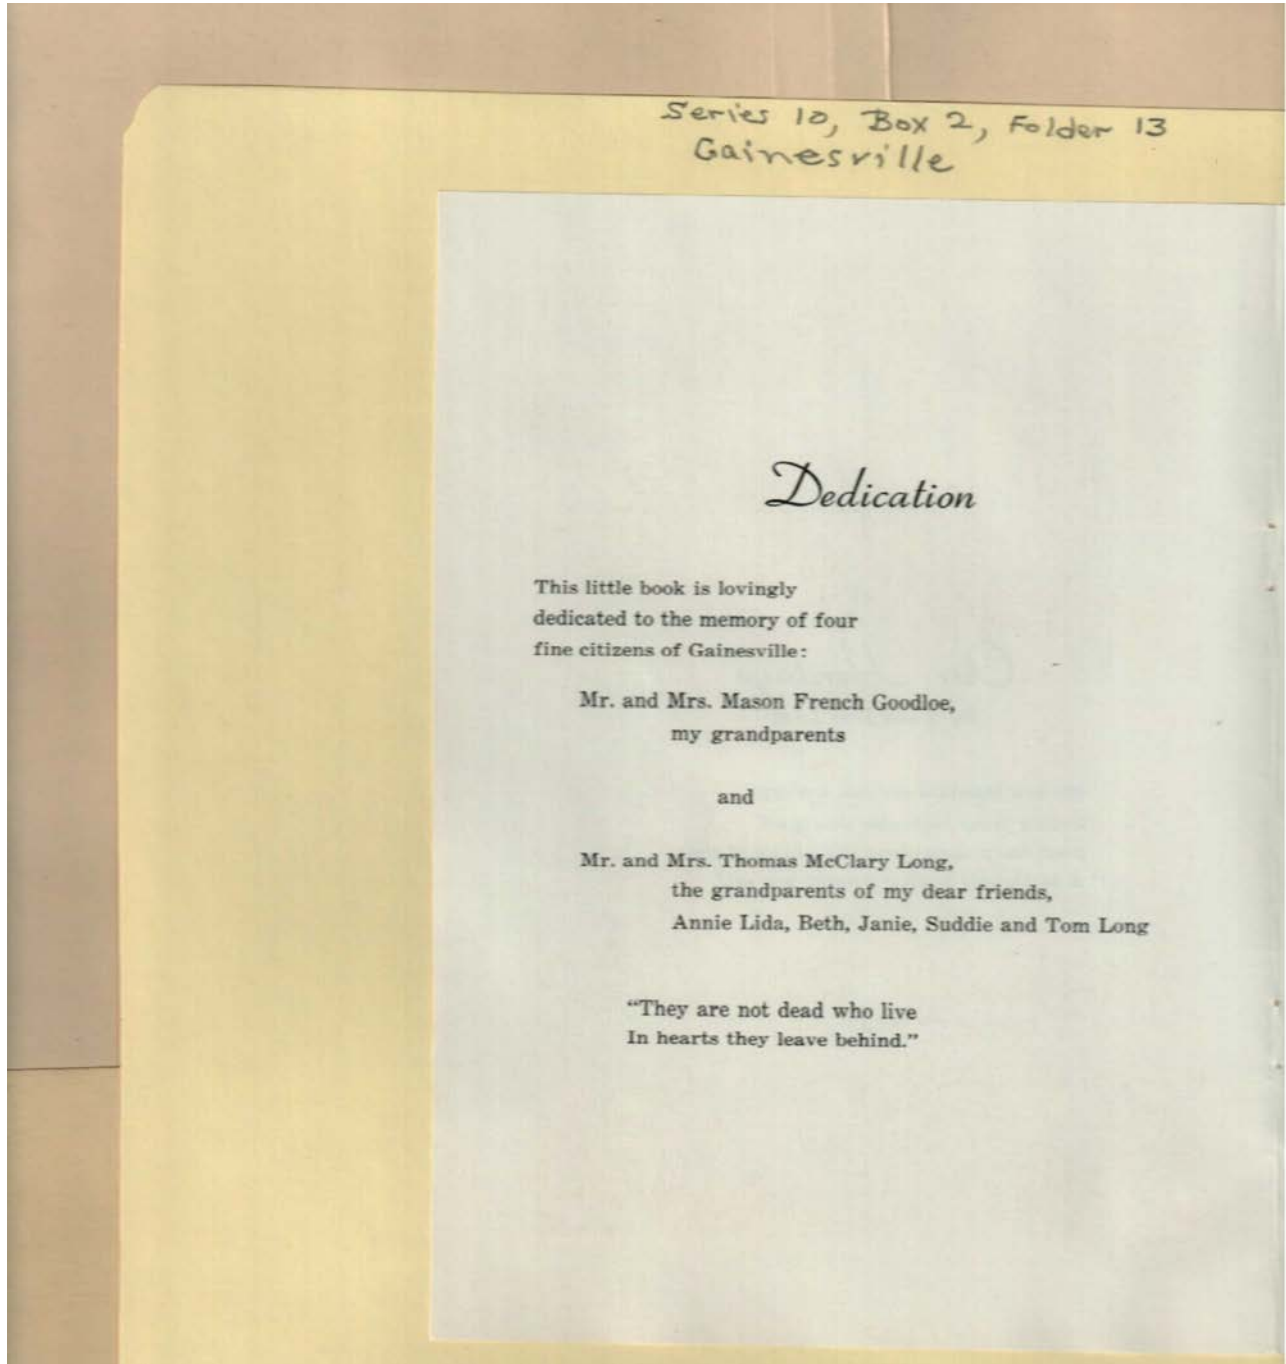 Series 10, Box 2, Folder 13
Gainesville
Dedication
This little book is lovingly
dedicated to the memory of four
fine citizens of Gainesville:
Mr. and Mrs. Mason French Goodloe,
my grandparents
and
Mr. and Mrs. Thomas McClary Long,
the grandparents of my dear friends,
Annie Lida, Beth, Janie, Suddie and Tom Long
“They are not dead who live
In hearts they leave behind.”